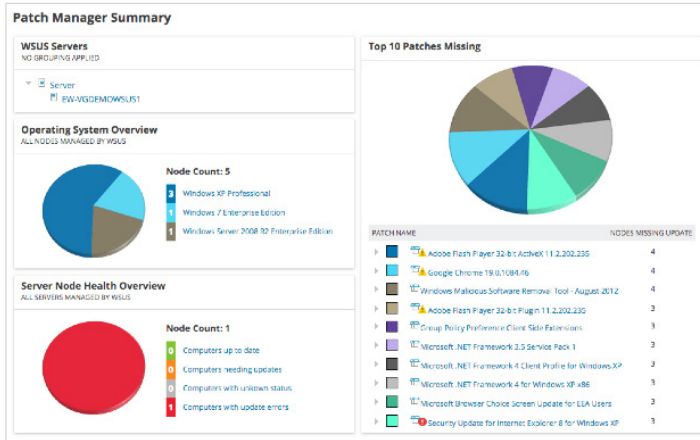 Patch Manager Summary
WSUS Servers
NO GROUPING APPLIED
Server
EW-VGDEMOWSUS1
Operating System Overview
ALL NODES MANAGED BY WSUS
Node Count: 5
3 Windows XP Professional
1 Windows 7 Enterprise Edition
1 Windows Server 2008 R2 Enterprise Edition
Server Node Health Overview
ALL SERVERS MANAGED BY WSUS
Node Count: 1
0 Computers up to date
0 Computers needing updates
0 Computers with unkown status
1 Computers with update errors
Top 10 Patches Missing
PATCH NAME NODES MISSING UPDATE
Adobe Flash Player 32-bit ActiveX 11.2.202.235 4
Google Chrome 19.0.1084.46 4
Windows Malicious Software Removal Tool - August 2012 4
Adobe Flash Player 32-bit Plugin 11.2.202.235 3
Group Policy Preference Client Side Extensions 3
Microsoft .NET Framework 3.5 Service Pack 1 3
Microsoft .NET Framework 4 Client Profile for Windows XP 3
Microsoft .NET Framework 4 for Windows XP x86 3
Microsoft Browser Choice Screen Update for EEA Users 3
Security Update for Internet Explorer 8 for Windows XP 3